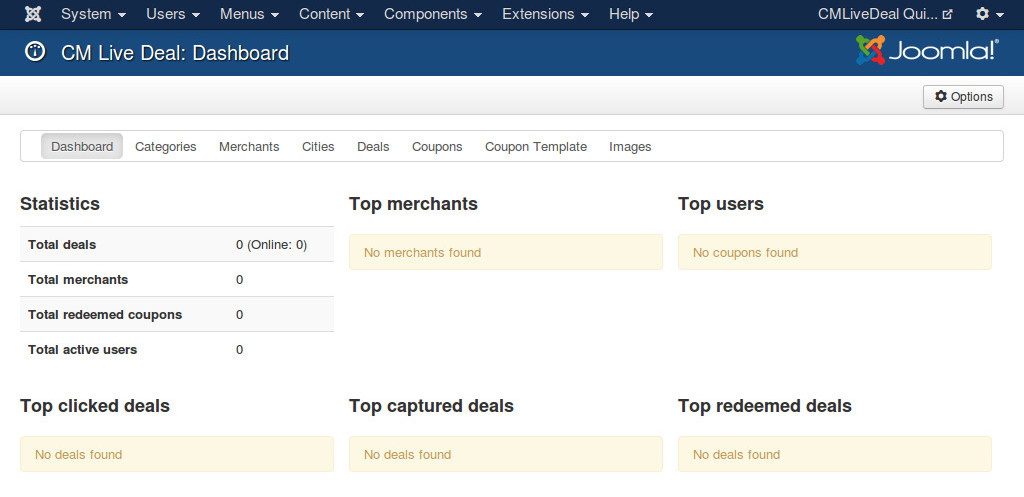 System Users Menus Content Components Extensions Help CMLiveDeal Qui...
CM Live Deal: Dashboard Joomla!®
Options
Dashboard Categories Merchants Cities Deals Coupons Coupon Template Images
Statistics
Total deals 0 (Online: 0)
Total merchants 0
Total redeemed coupons 0
Total active users 0
Top merchants
No merchants found
Top users
No coupons found
Top clicked deals
No deals found
Top captured deals
No deals found
Top redeemed deals
No deals found